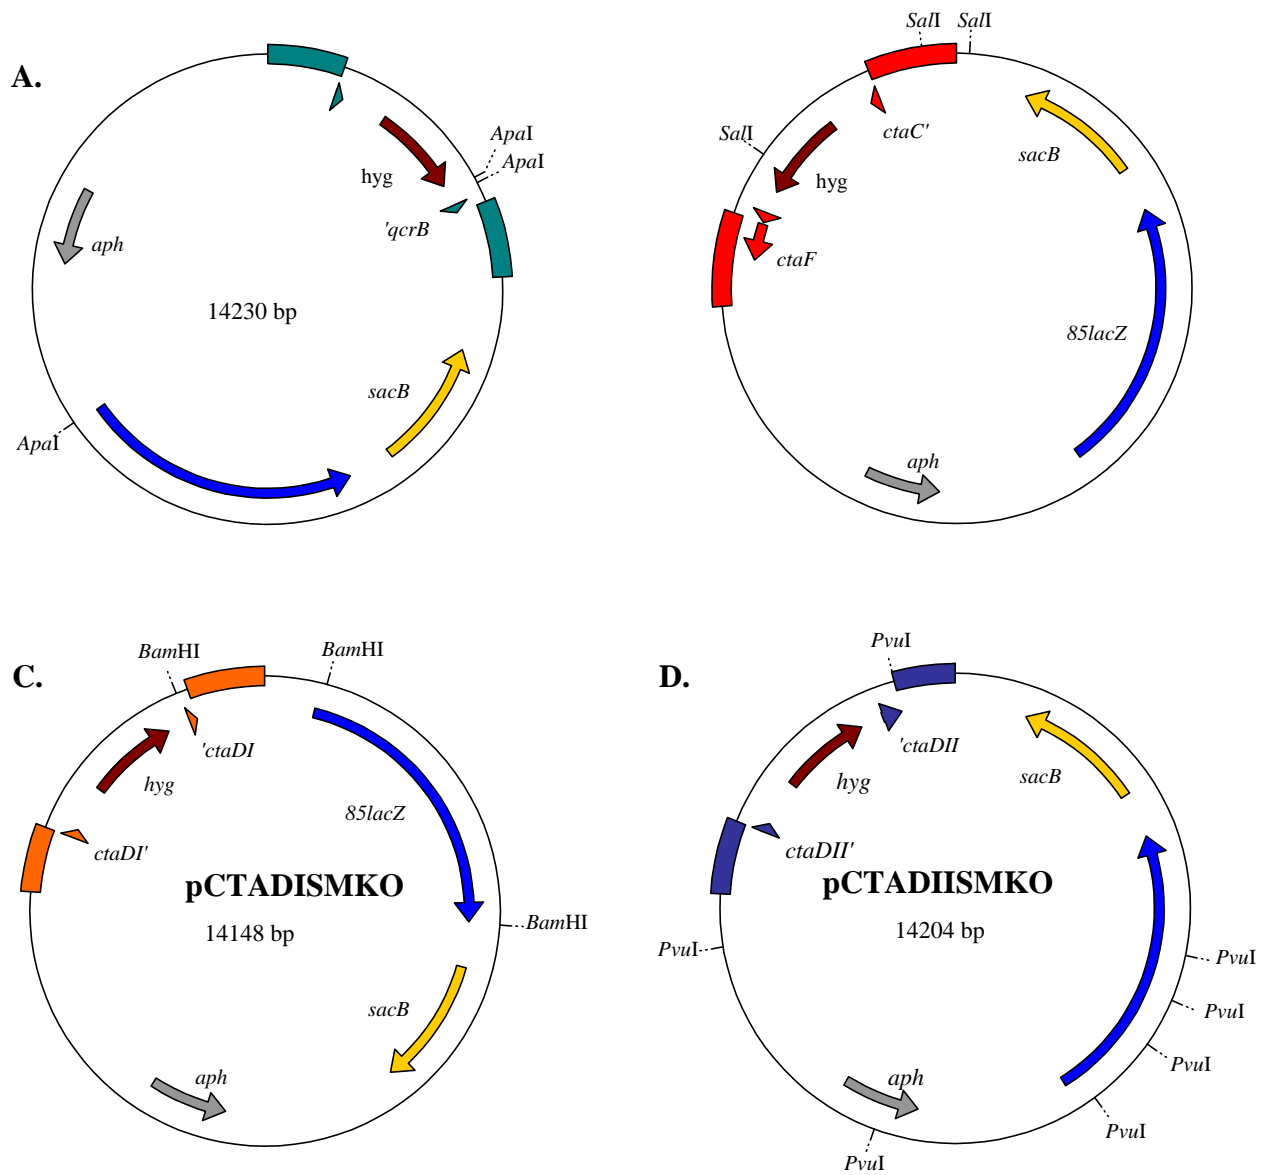 A.
ApaI
ApaI
hyg
'qcrB
aph
14230 bp
sacB
ApaI
SalI SalI
ctaC'
SalI
hyg
sacB
ctaF
85lacZ
aph
C.
BamHI
BamHI
'ctaDI
hyg
85lacZ
ctaDI'
pCTADISMKO
14148 bp
BamHI
sacB
aph
D.
PvuI
'ctaDII
sacB
hyg
ctaDII'
pCTADIISMKO
14204 bp
PvuI
PvuI
PvuI
PvuI
aph
PvuI
PvuI